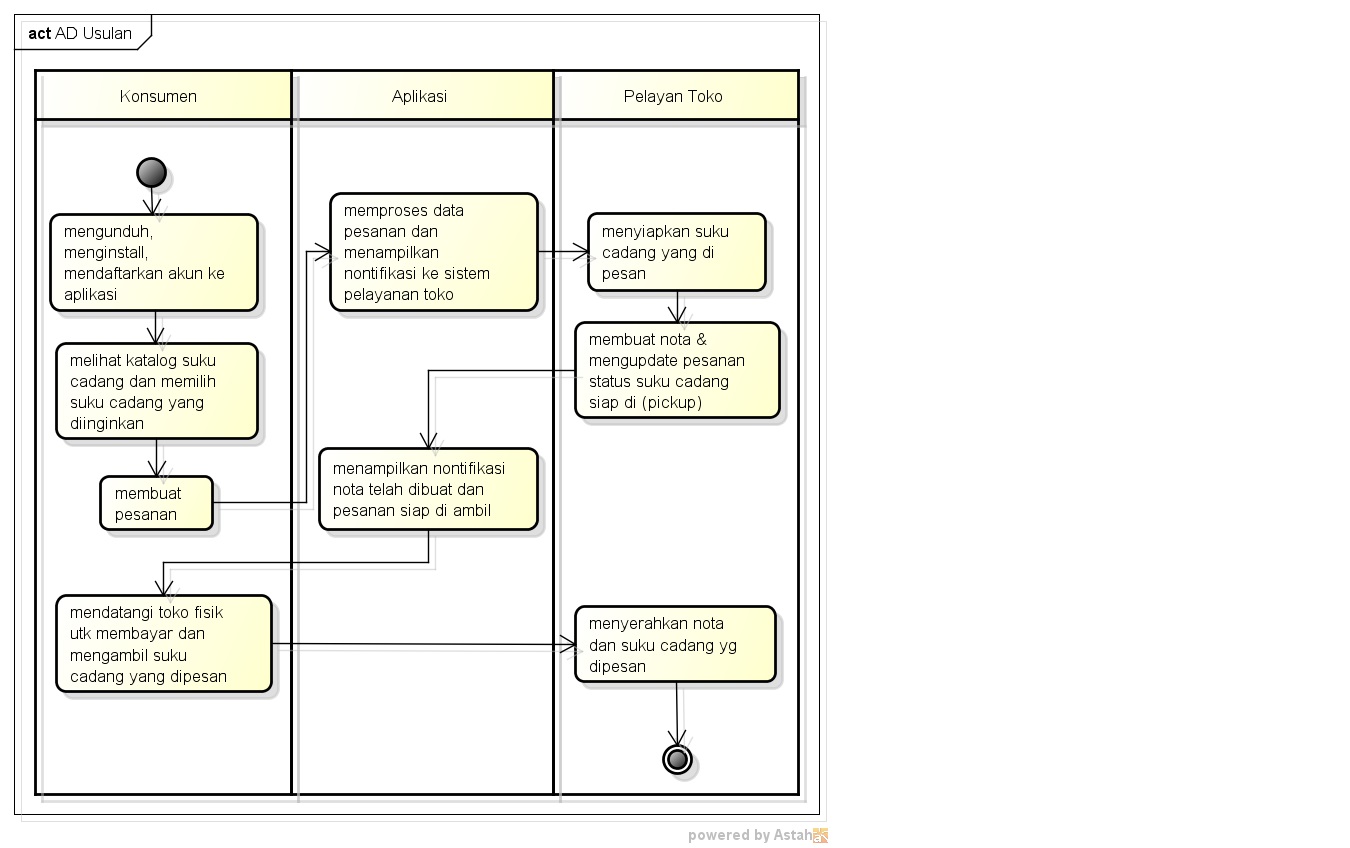 act AD Usulan
Konsumen
Aplikasi
Pelayan Toko
mengunduh,
menginstall,
mendaftarkan akun ke
aplikasi
melihat katalog suku
cadang dan memilih
suku cadang yang
diinginkan
membuat
pesanan
memproses data
pesanan dan
menampilkan
nontifikasi ke sistem
pelayanan toko
menyiapkan suku
cadang yang di
pesan
membuat nota &
mengupdate pesanan
status suku cadang
siap di (pickup)
menampilkan nontifikasi
nota telah dibuat dan
pesanan siap di ambil
mendatangi toko fisik
utk membayar dan
mengambil suku
cadang yang dipesan
menyerahkan nota
dan suku cadang yg
dipesan
powered by Astah